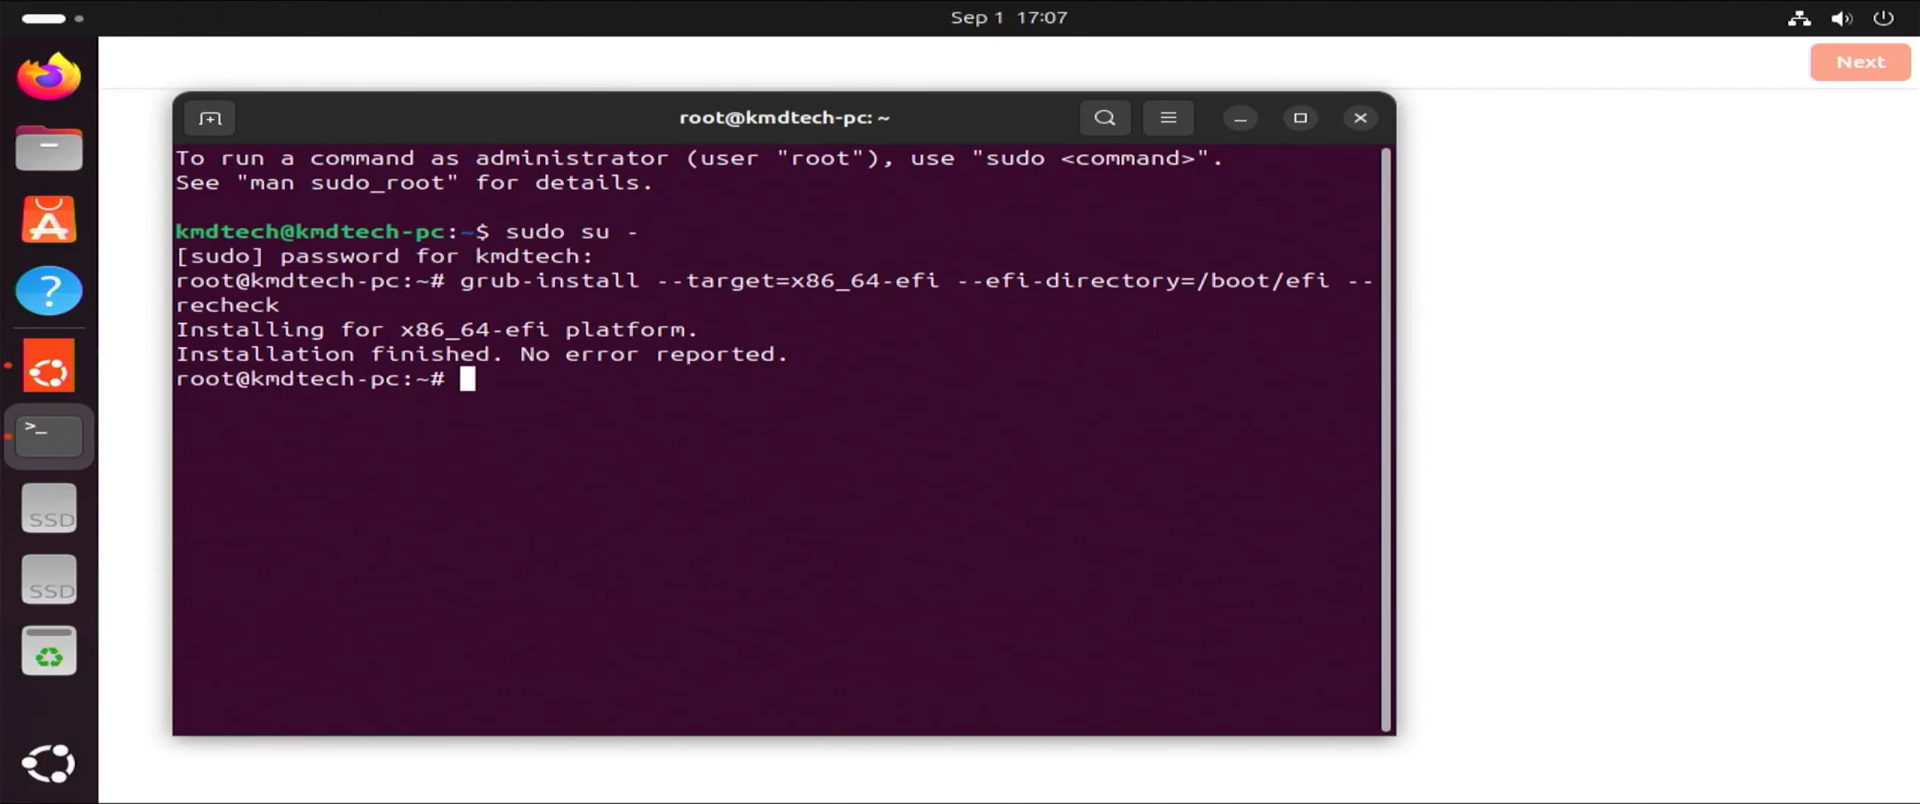 Sep 1 17:07
Next
root@kmdtech-pc: ~
To run a command as administrator (user "root"), use "sudo <command>".
See "man sudo_root" for details.
kmdtech@kmdtech-pc:~$ sudo su -
[sudo] password for kmdtech:
root@kmdtech-pc:~# grub-install --target=x86_64-efi --efi-directory=/boot/efi --
recheck
Installing for x86_64-efi platform.
Installation finished. No error reported.
root@kmdtech-pc:~#
>_
SSD
SSD